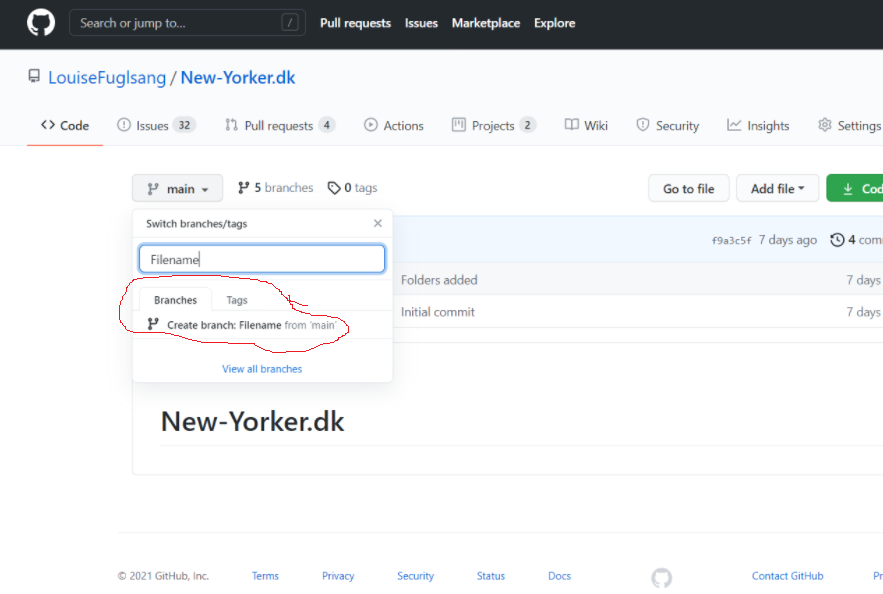 Search or jump to... /
Pull requests Issues Marketplace Explore
LouiseFuglsang / New-Yorker.dk
Code Issues 32 Pull requests 4 Actions Projects 2 Wiki Security Insights Settings
main 5 branches 0 tags Go to file Add file
Switch branches/tags
f9a3c5f 7 days ago 4
Filename
Folders added 7 days
Branches Tags
Initial commit 7 days
Create branch: Filename from 'main'
View all branches
New-Yorker.dk
© 2021 GitHub, Inc. Terms Privacy Security Status Docs Contact GitHub